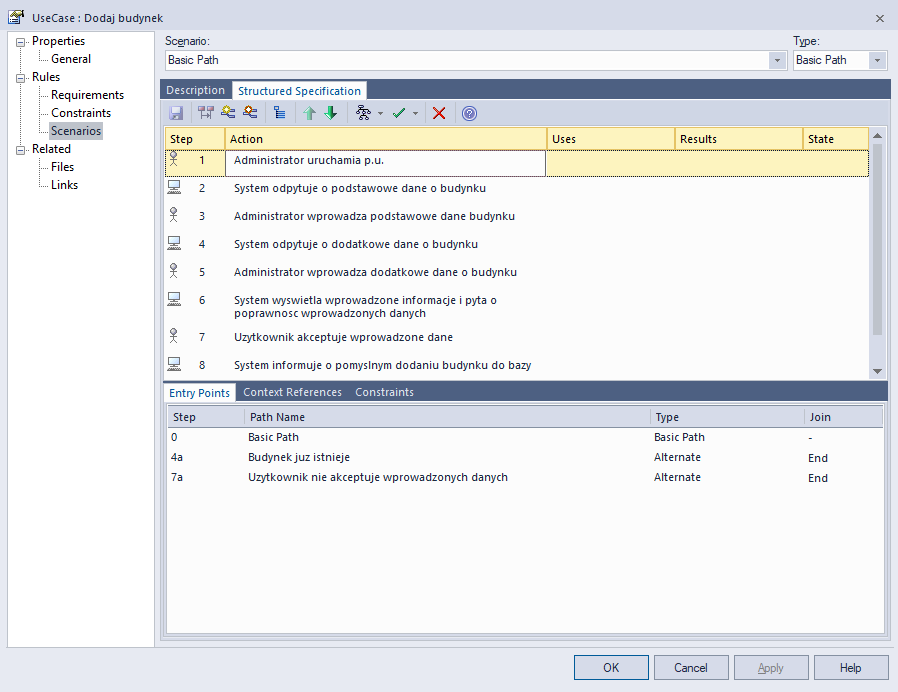 UseCase : Dodaj budynek
Properties
General
Rules
Requirements
Constraints
Scenarios
Related
Files
Links
Scenario: Type:
Basic Path Basic Path
Description Structured Specification
Step Action Uses Results State
1 Administrator uruchamia p.u.
2 System odpytuje o podstawowe dane o budynku
3 Administrator wprowadza podstawowe dane budynku
4 System odpytuje o dodatkowe dane o budynku
5 Administrator wprowadza dodatkowe dane o budynku
6 System wyswietla wprowadzone informacje i pyta o
poprawnosc wprowadzonych danych
7 Uzytkownik akceptuje wprowadzone dane
8 System informuje o pomyslnym dodaniu budynku do bazy
Entry Points Context References Constraints
Step Path Name Type Join
0 Basic Path Basic Path -
4a Budynek juz istnieje Alternate End
7a Uzytkownik nie akceptuje wprowadzonych danych Alternate End
OK Cancel Apply Help